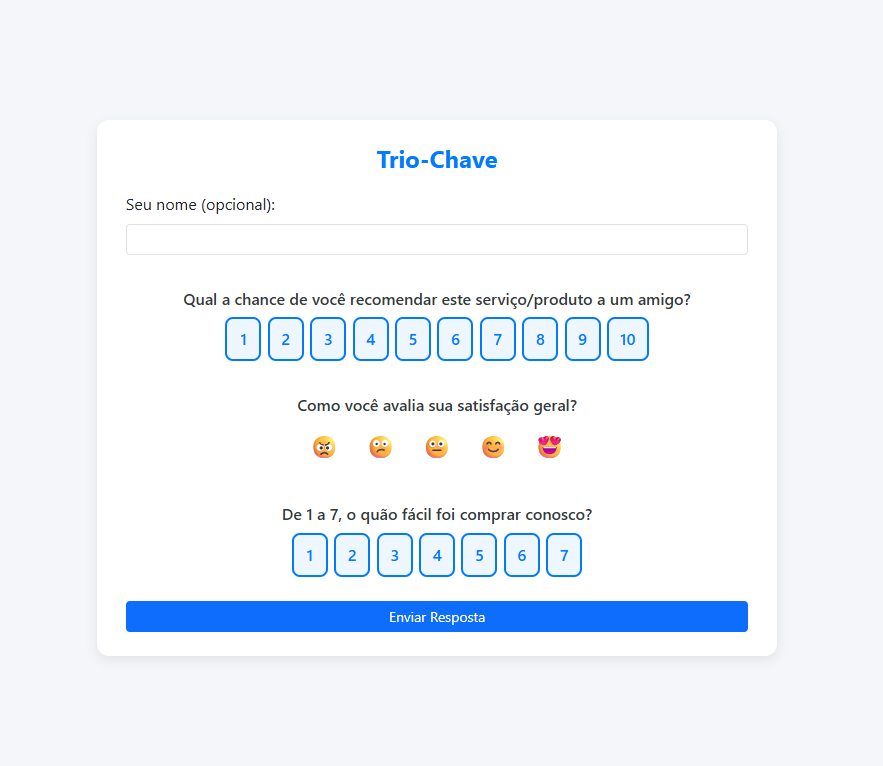 Trio-Chave
Seu nome (opcional):
Qual a chance de você recomendar este serviço/produto a um amigo?
1 2 3 4 5 6 7 8 9 10
Como você avalia sua satisfação geral?
De 1 a 7, o quão fácil foi comprar conosco?
1 2 3 4 5 6 7
Enviar Resposta